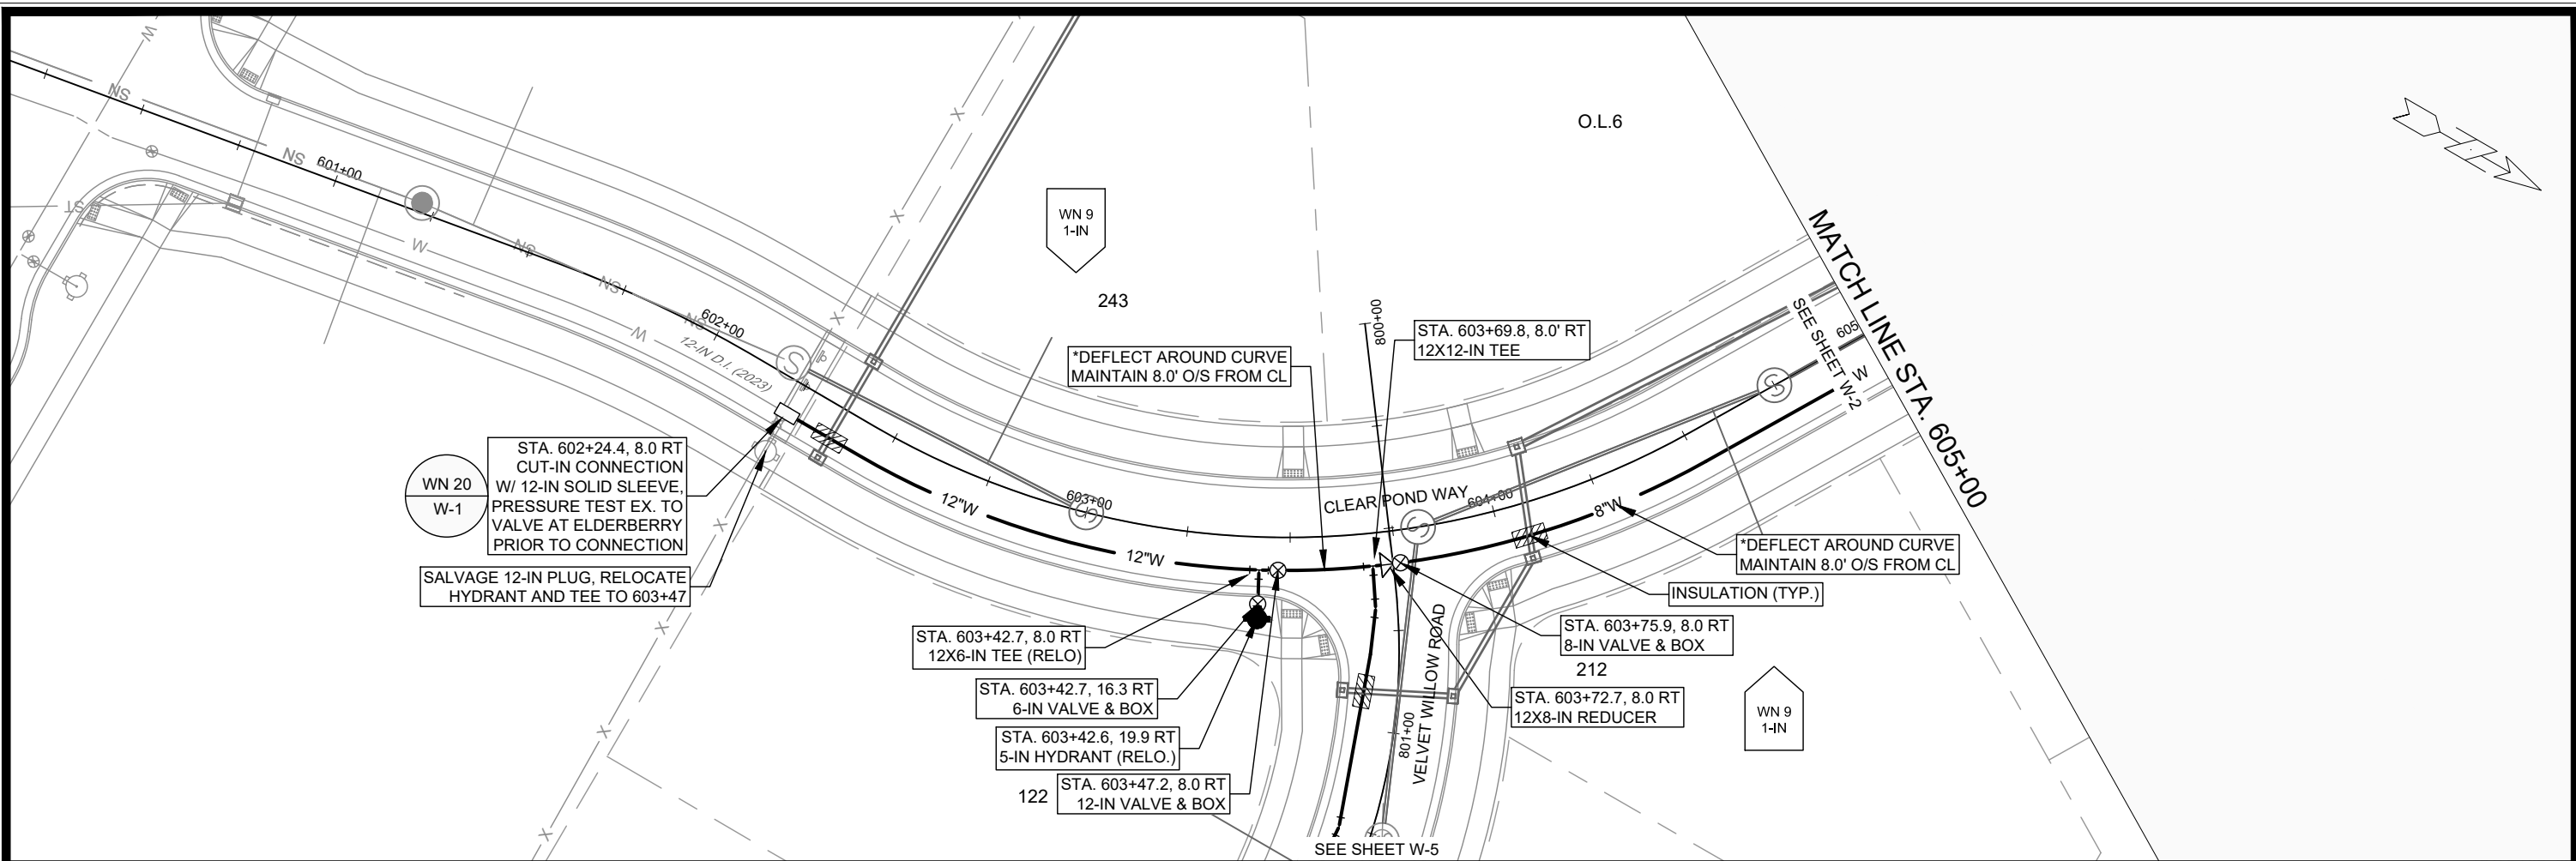 W
NS
NS
601+00
ST
W
NS
NS
W
NS
602+00
12-IN D.I. (2023)
S
X
X
X
X
X
X
X
X
WN 9
1-IN
243
O.L.6
MATCH LINE STA. 605+00
SEE SHEET W-2
605
W
*DEFLECT AROUND CURVE
MAINTAIN 8.0' O/S FROM CL
800+00
STA. 603+69.8, 8.0' RT
12X12-IN TEE
WN 20
W-1
STA. 602+24.4, 8.0 RT
CUT-IN CONNECTION
W/ 12-IN SOLID SLEEVE,
PRESSURE TEST EX. TO
VALVE AT ELDERBERRY
PRIOR TO CONNECTION
SALVAGE 12-IN PLUG, RELOCATE
HYDRANT AND TEE TO 603+47
12"W
603+00
S
12"W
CLEAR POND WAY
604+00
S
S
8"W
*DEFLECT AROUND CURVE
MAINTAIN 8.0' O/S FROM CL
INSULATION (TYP.)
STA. 603+42.7, 8.0 RT
12X6-IN TEE (RELO)
STA. 603+42.7, 16.3 RT
6-IN VALVE & BOX
STA. 603+42.6, 19.9 RT
5-IN HYDRANT (RELO.)
122
STA. 603+47.2, 8.0 RT
12-IN VALVE & BOX
STA. 603+75.9, 8.0 RT
8-IN VALVE & BOX
212
STA. 603+72.7, 8.0 RT
12X8-IN REDUCER
WN 9
1-IN
801+00
VELVET WILLOW ROAD
SEE SHEET W-5